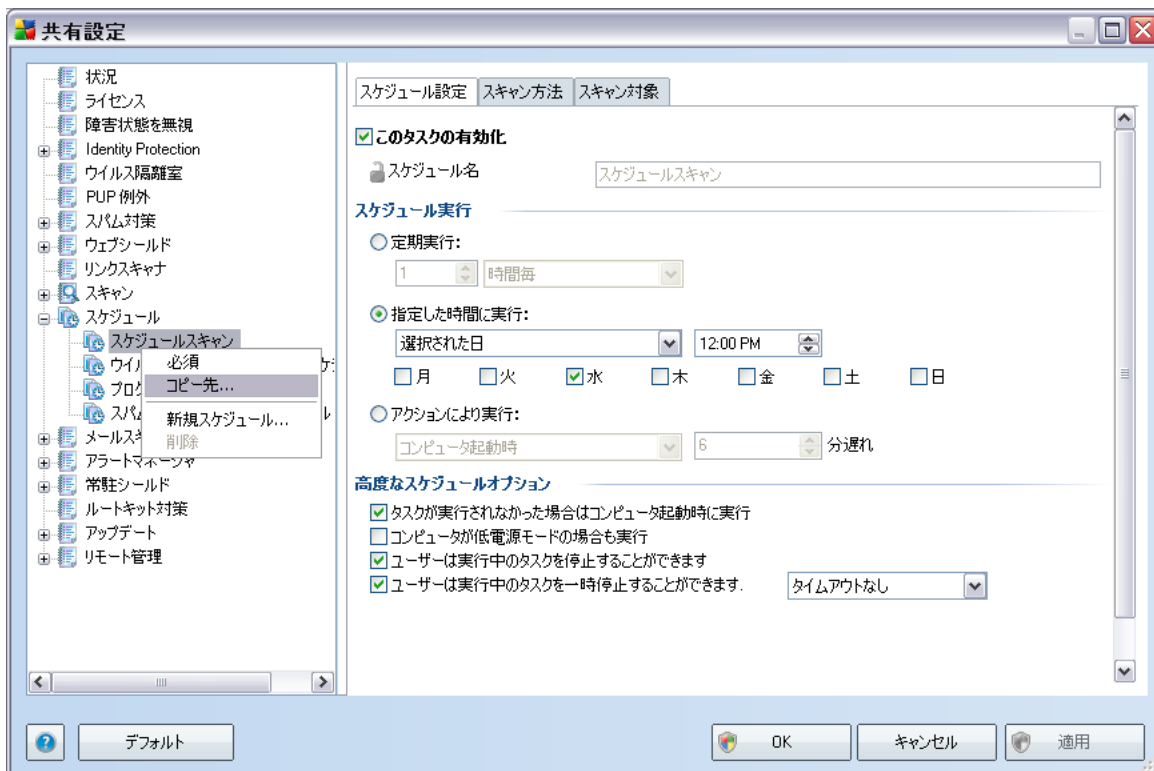 共有設定
状況
ライセンス
障害状態を無視
Identity Protection
ウイルス隔離室
PUP 例外
スパム対策
ウェブシールド
リンクスキャナ
スキャン
スケジュール
スケジュールスキャン
ウイル
プログ
スパム
メールスキ
アラートマネージャ
常駐シールド
ルートキット対策
アップデート
リモート管理
必須
コピー先...
新規スケジュール...
削除
スケジュール設定 スキャン方法 スキャン対象
このタスクの有効化
スケジュール名 スケジュールスキャン
スケジュール実行
定期実行:
1 時間毎
指定した時間に実行:
選択された日 12:00 PM
月 火 水 木 金 土 日
アクションにより実行:
コンピュータ起動時 6 分遅れ
高度なスケジュールオプション
タスクが実行されなかった場合はコンピュータ起動時に実行
コンピュータが低電源モードの場合も実行
ユーザーは実行中のタスクを停止することができます
ユーザーは実行中のタスクを一時停止することができます. タイムアウトなし
デフォルト OK キャンセル 適用